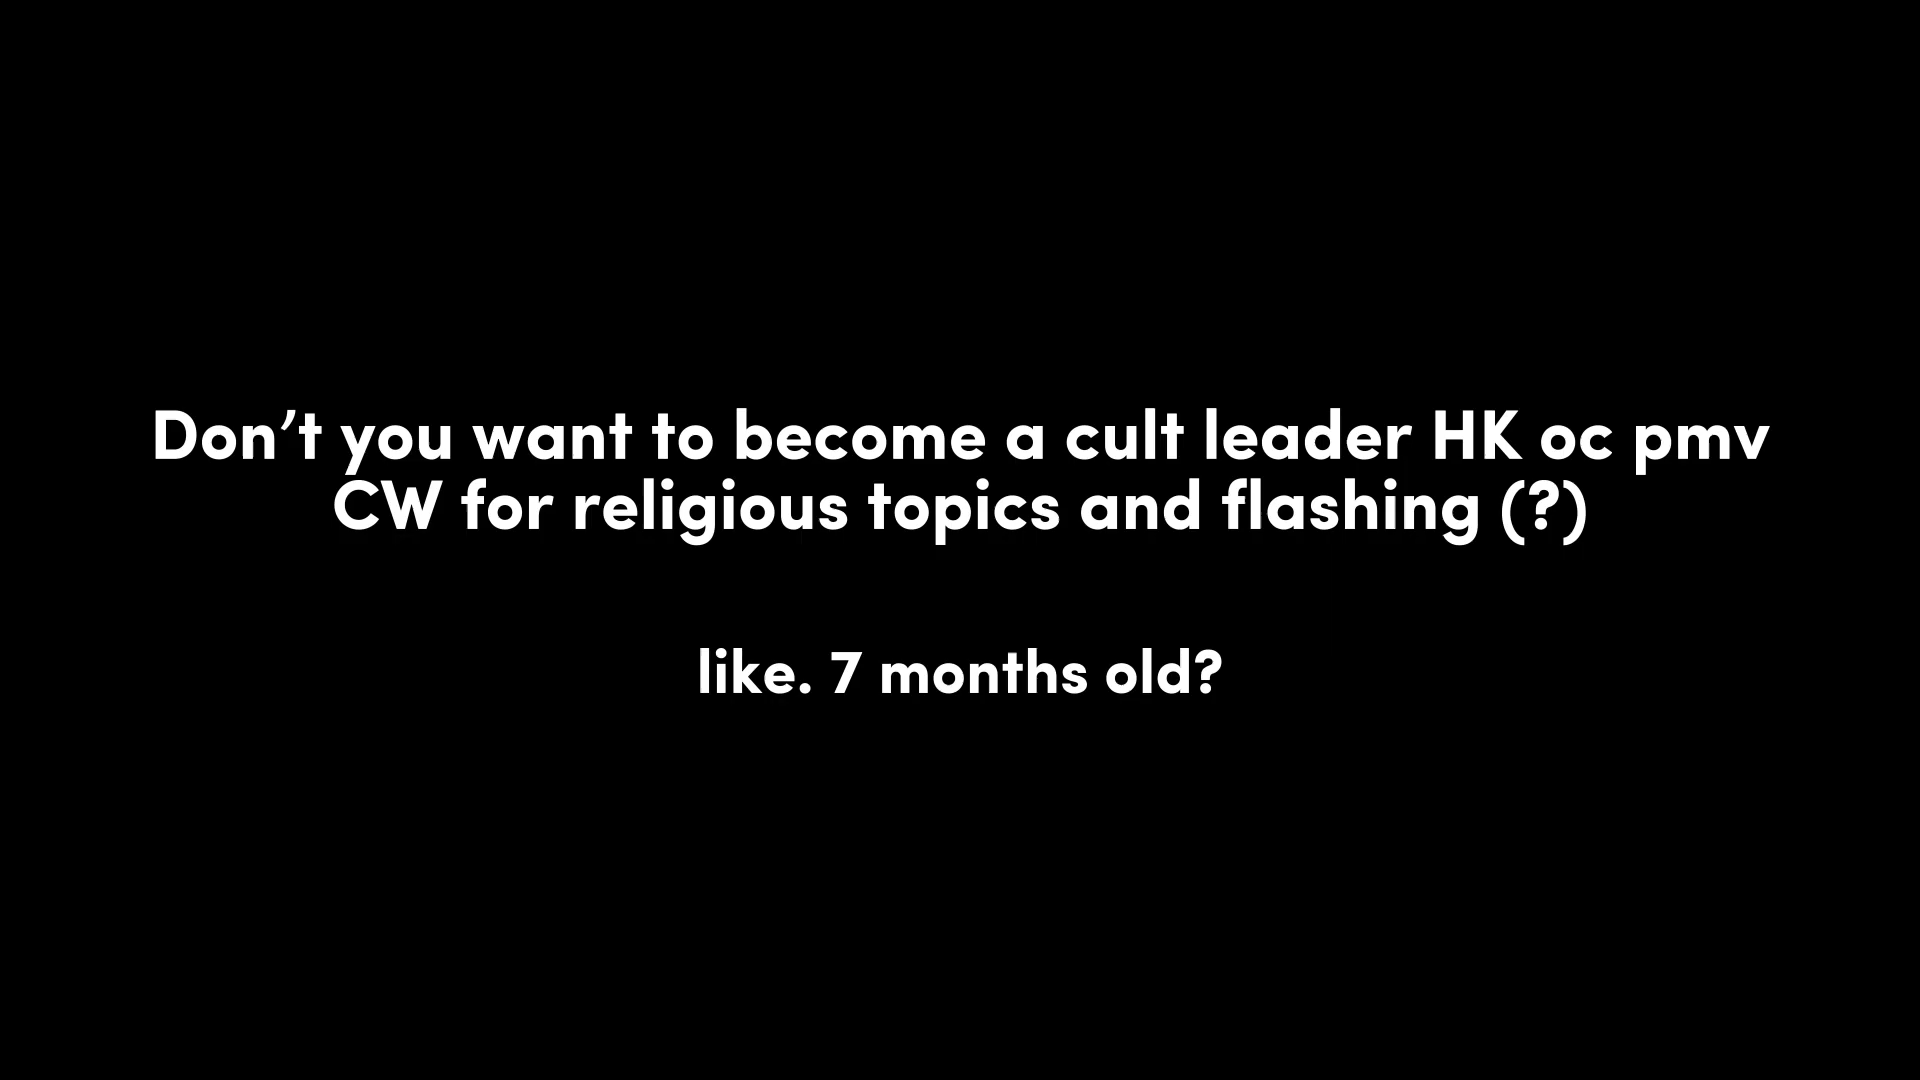 Don’t you want to become a cult leader HK oc pmv
CW for religious topics and flashing (?)
like. 7 months old?